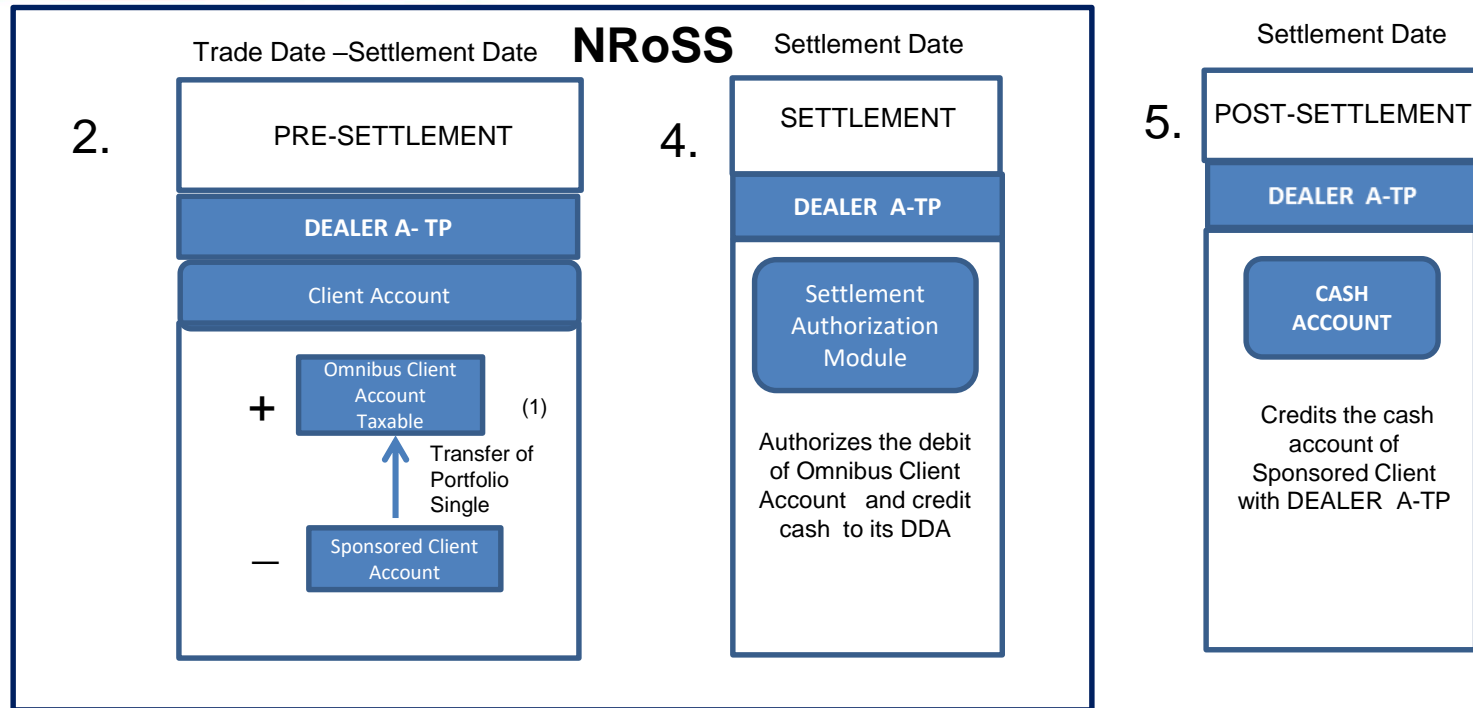 NRoSS
Trade Date –Settlement Date
2.
PRE-SETTLEMENT
DEALER A- TP
Client Account
+
Omnibus Client
Account
Taxable
(1)
Transfer of
Portfolio
Single
–
Sponsored Client
Account
Settlement Date
4.
SETTLEMENT
DEALER A-TP
Settlement
Authorization
Module
Authorizes the debit
of Omnibus Client
Account and credit
cash to its DDA
Settlement Date
5.
POST-SETTLEMENT
DEALER A-TP
CASH
ACCOUNT
Credits the cash
account of
Sponsored Client
with DEALER A-TP